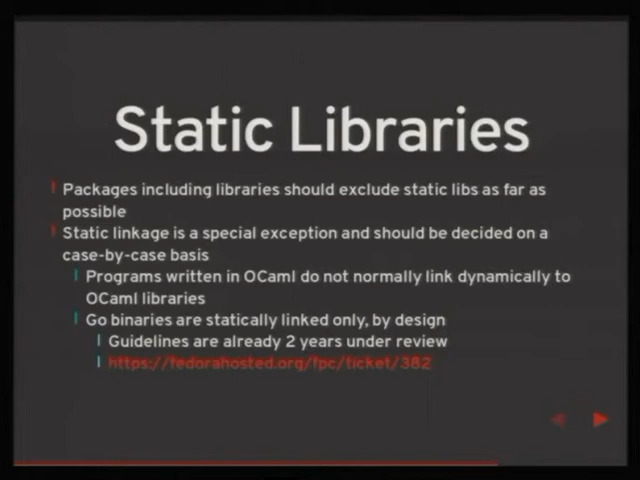 Static Libraries
Packages including libraries should exclude static libs as far as
possible
Static linkage is a special exception and should be decided on a
case-by-case basis
Programs written in OCaml do not normally link dynamically to
OCaml libraries
Go binaries are statically linked only, by design
Guidelines are already 2 years under review
https://fedorahosted.org/fpc/ticket/382